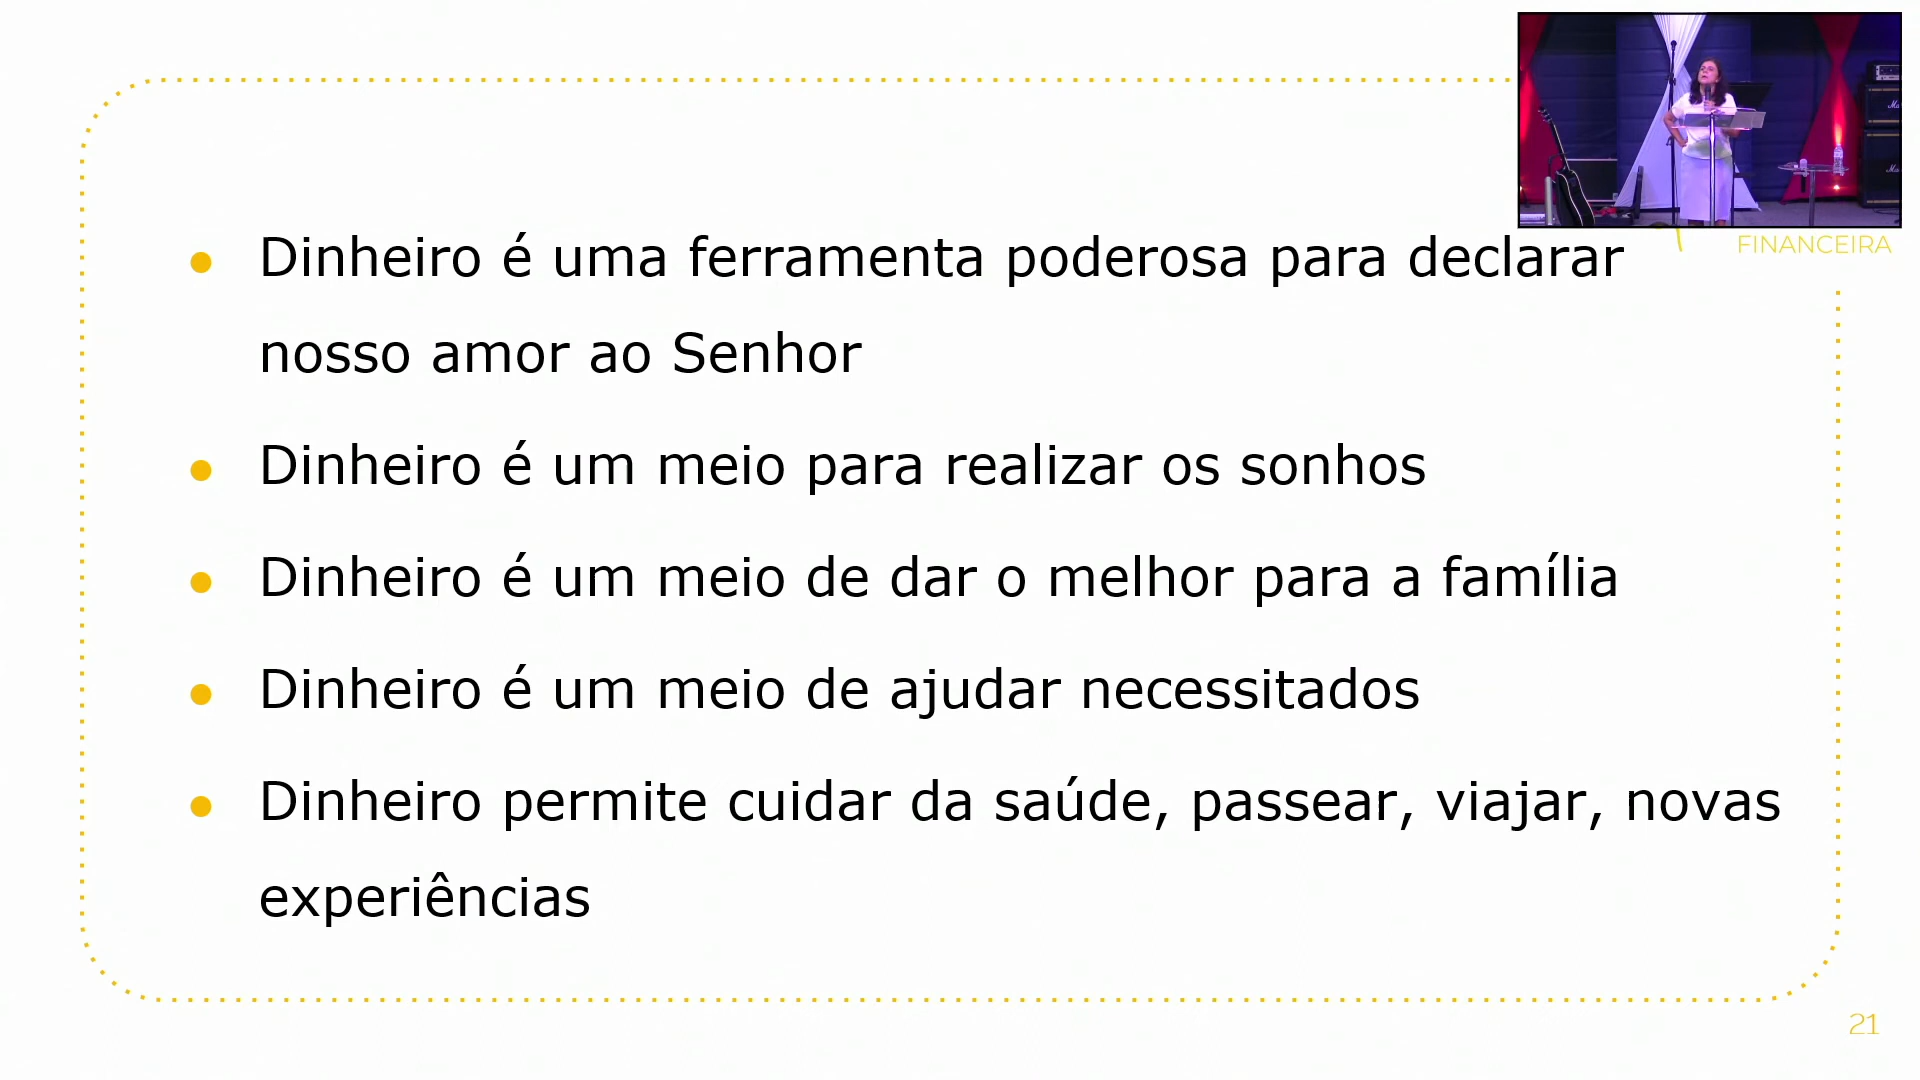 FINANCEIRA
Dinheiro é uma ferramenta poderosa para declarar
nosso amor ao Senhor
Dinheiro é um meio para realizar os sonhos
Dinheiro é um meio de dar o melhor para a família
Dinheiro é um meio de ajudar necessitados
Dinheiro permite cuidar da saúde, passear, viajar, novas
experiências
21